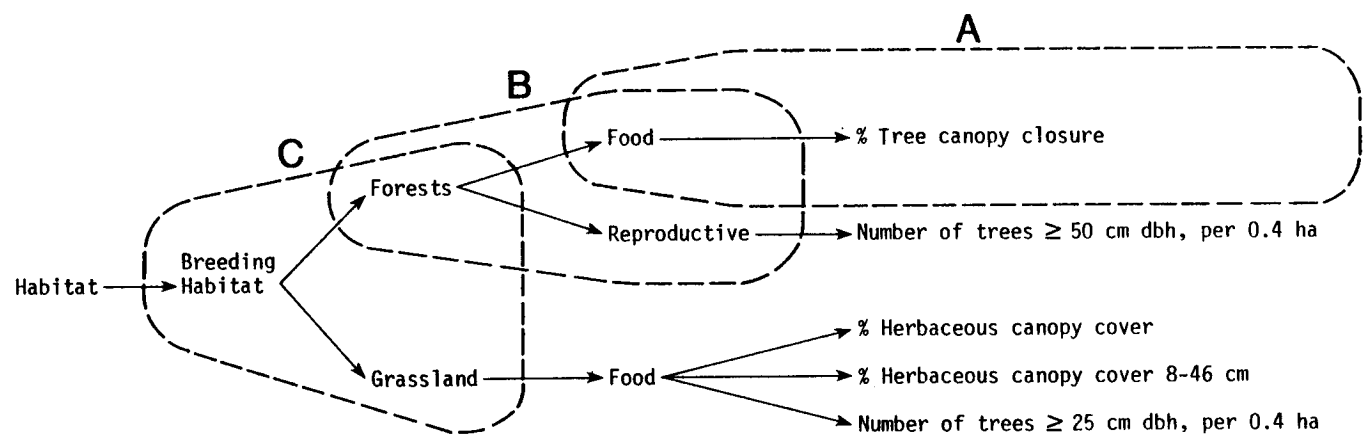 A
B
C
Food
% Tree canopy closure
Forests
Reproductive
Number of trees ≥ 50 cm dbh, per 0.4 ha
Habitat
Breeding
Habitat
% Herbaceous canopy cover
Grassland
Food
% Herbaceous canopy cover 8-46 cm
Number of trees ≥ 25 cm dbh, per 0.4 ha